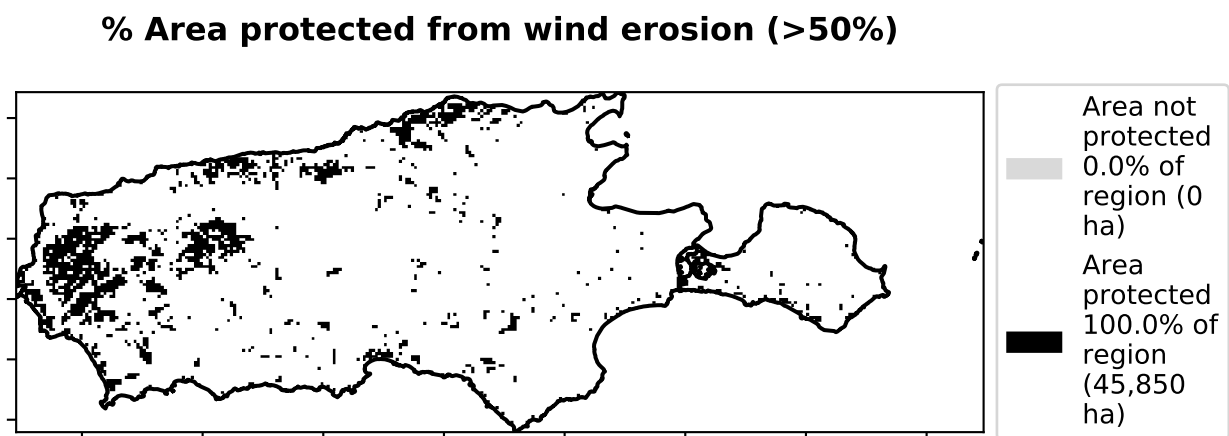 % Area protected from wind erosion (>50%)
Area not
protected
0.0% of
region (0
ha)
Area
protected
100.0% of
region
(45,850
ha)